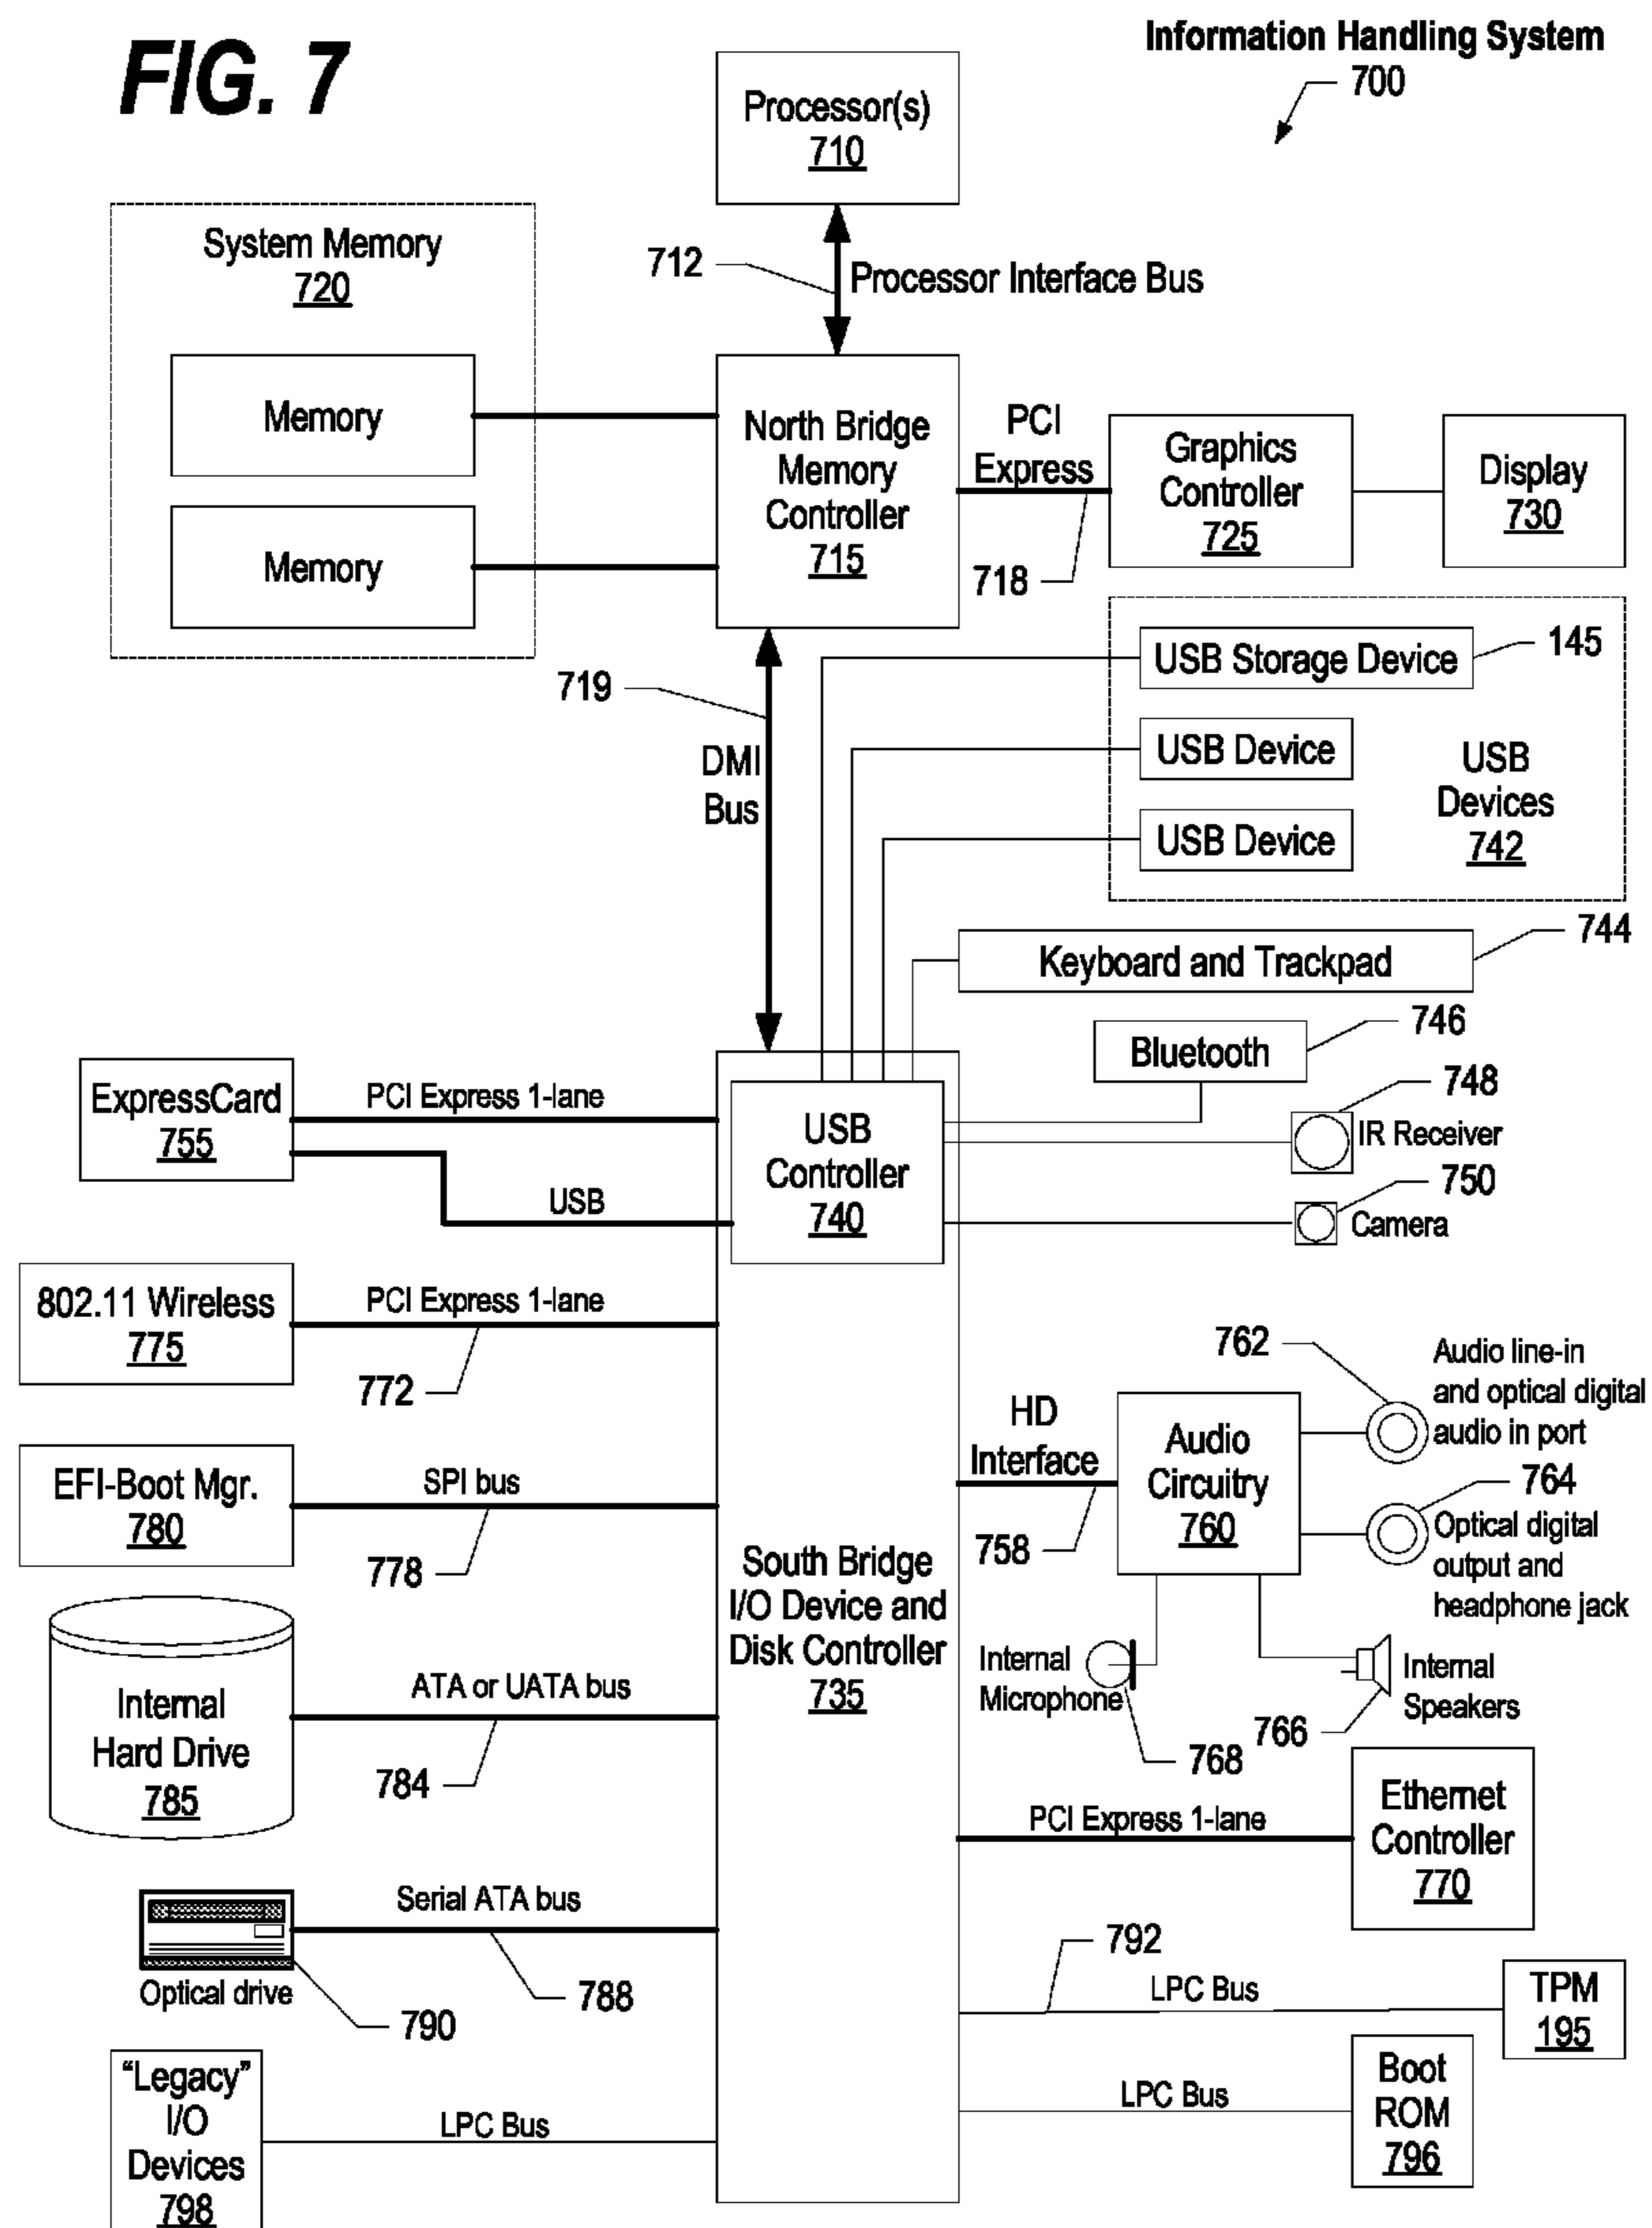 FIG. 7
Information Handling System
700
Processor(s)
710
System Memory
720
712
Processor Interface Bus
Memory
Memory
North Bridge
Memory
Controller
715
PCI
Express
718
Graphics
Controller
725
Display
730
719
DMI
Bus
USB Storage Device
145
USB Device
USB Device
USB
Devices
742
Keyboard and Trackpad
744
Bluetooth
746
748
IR Receiver
750
Camera
ExpressCard
755
PCI Express 1-lane
USB
USB
Controller
740
802.11 Wireless
775
PCI Express 1-lane
772
762
Audio line-in
and optical digital
audio in port
HD
Interface
758
Audio
Circuitry
760
764
Optical digital
output and
headphone jack
EFI-Boot Mgr.
780
SPI bus
778
South Bridge
I/O Device and
Disk Controller
735
Internal
Microphone
768
Internal
Speakers
766
Internal
Hard Drive
785
ATA or UATA bus
784
PCI Express 1-lane
Ethernet
Controller
770
Serial ATA bus
788
Optical drive
790
792
LPC Bus
TPM
195
"Legacy"
I/O
Devices
798
LPC Bus
LPC Bus
Boot
ROM
796